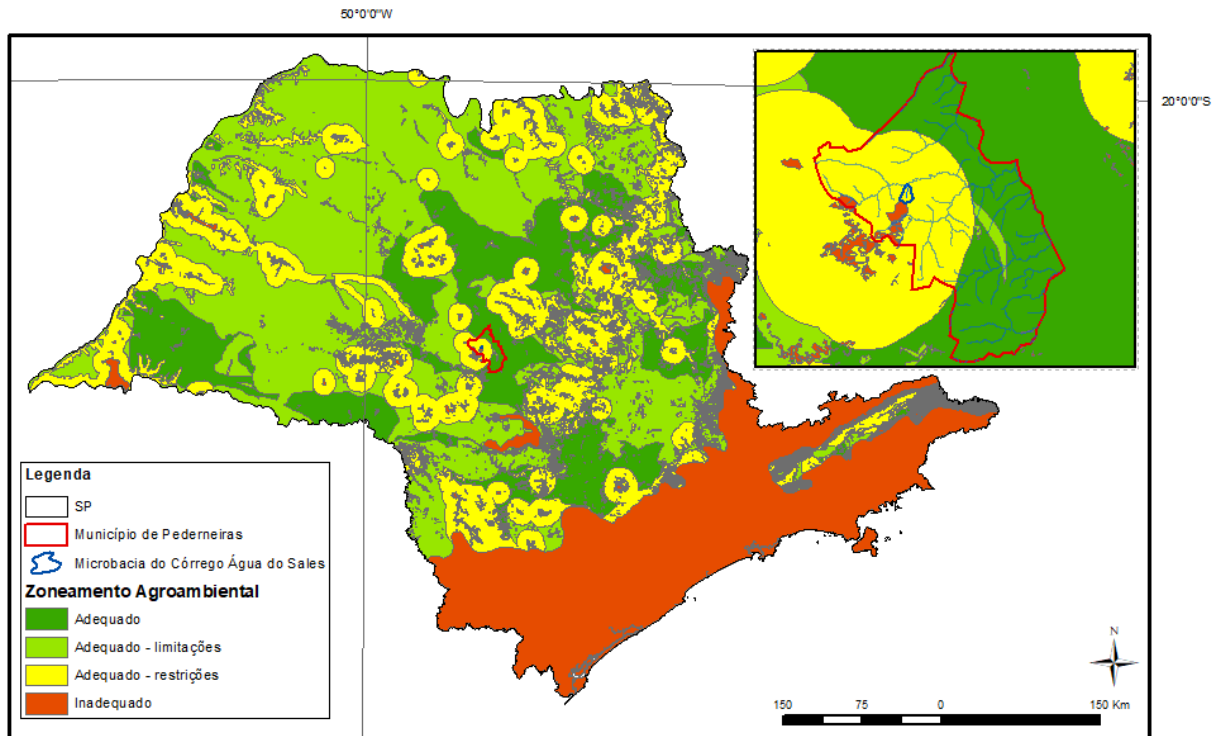 50°0'0"W
20°0'0"S
Legenda
SP
Município de Pederneiras
Microbacia do Córrego Água do Sales
Zoneamento Agroambiental
Adequado
Adequado - limitações
Adequado - restrições
Inadequado
N
150 75 0 150 Km